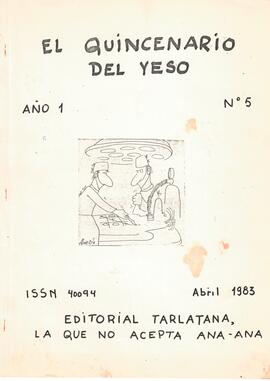 EL QUINCENARIO
DEL YESO
AÑO 1
Nº 5
ISSN 40094
Abril 1983
EDITORIAL TARLATANA,
LA QUE NO ACEPTA ANA-ANA